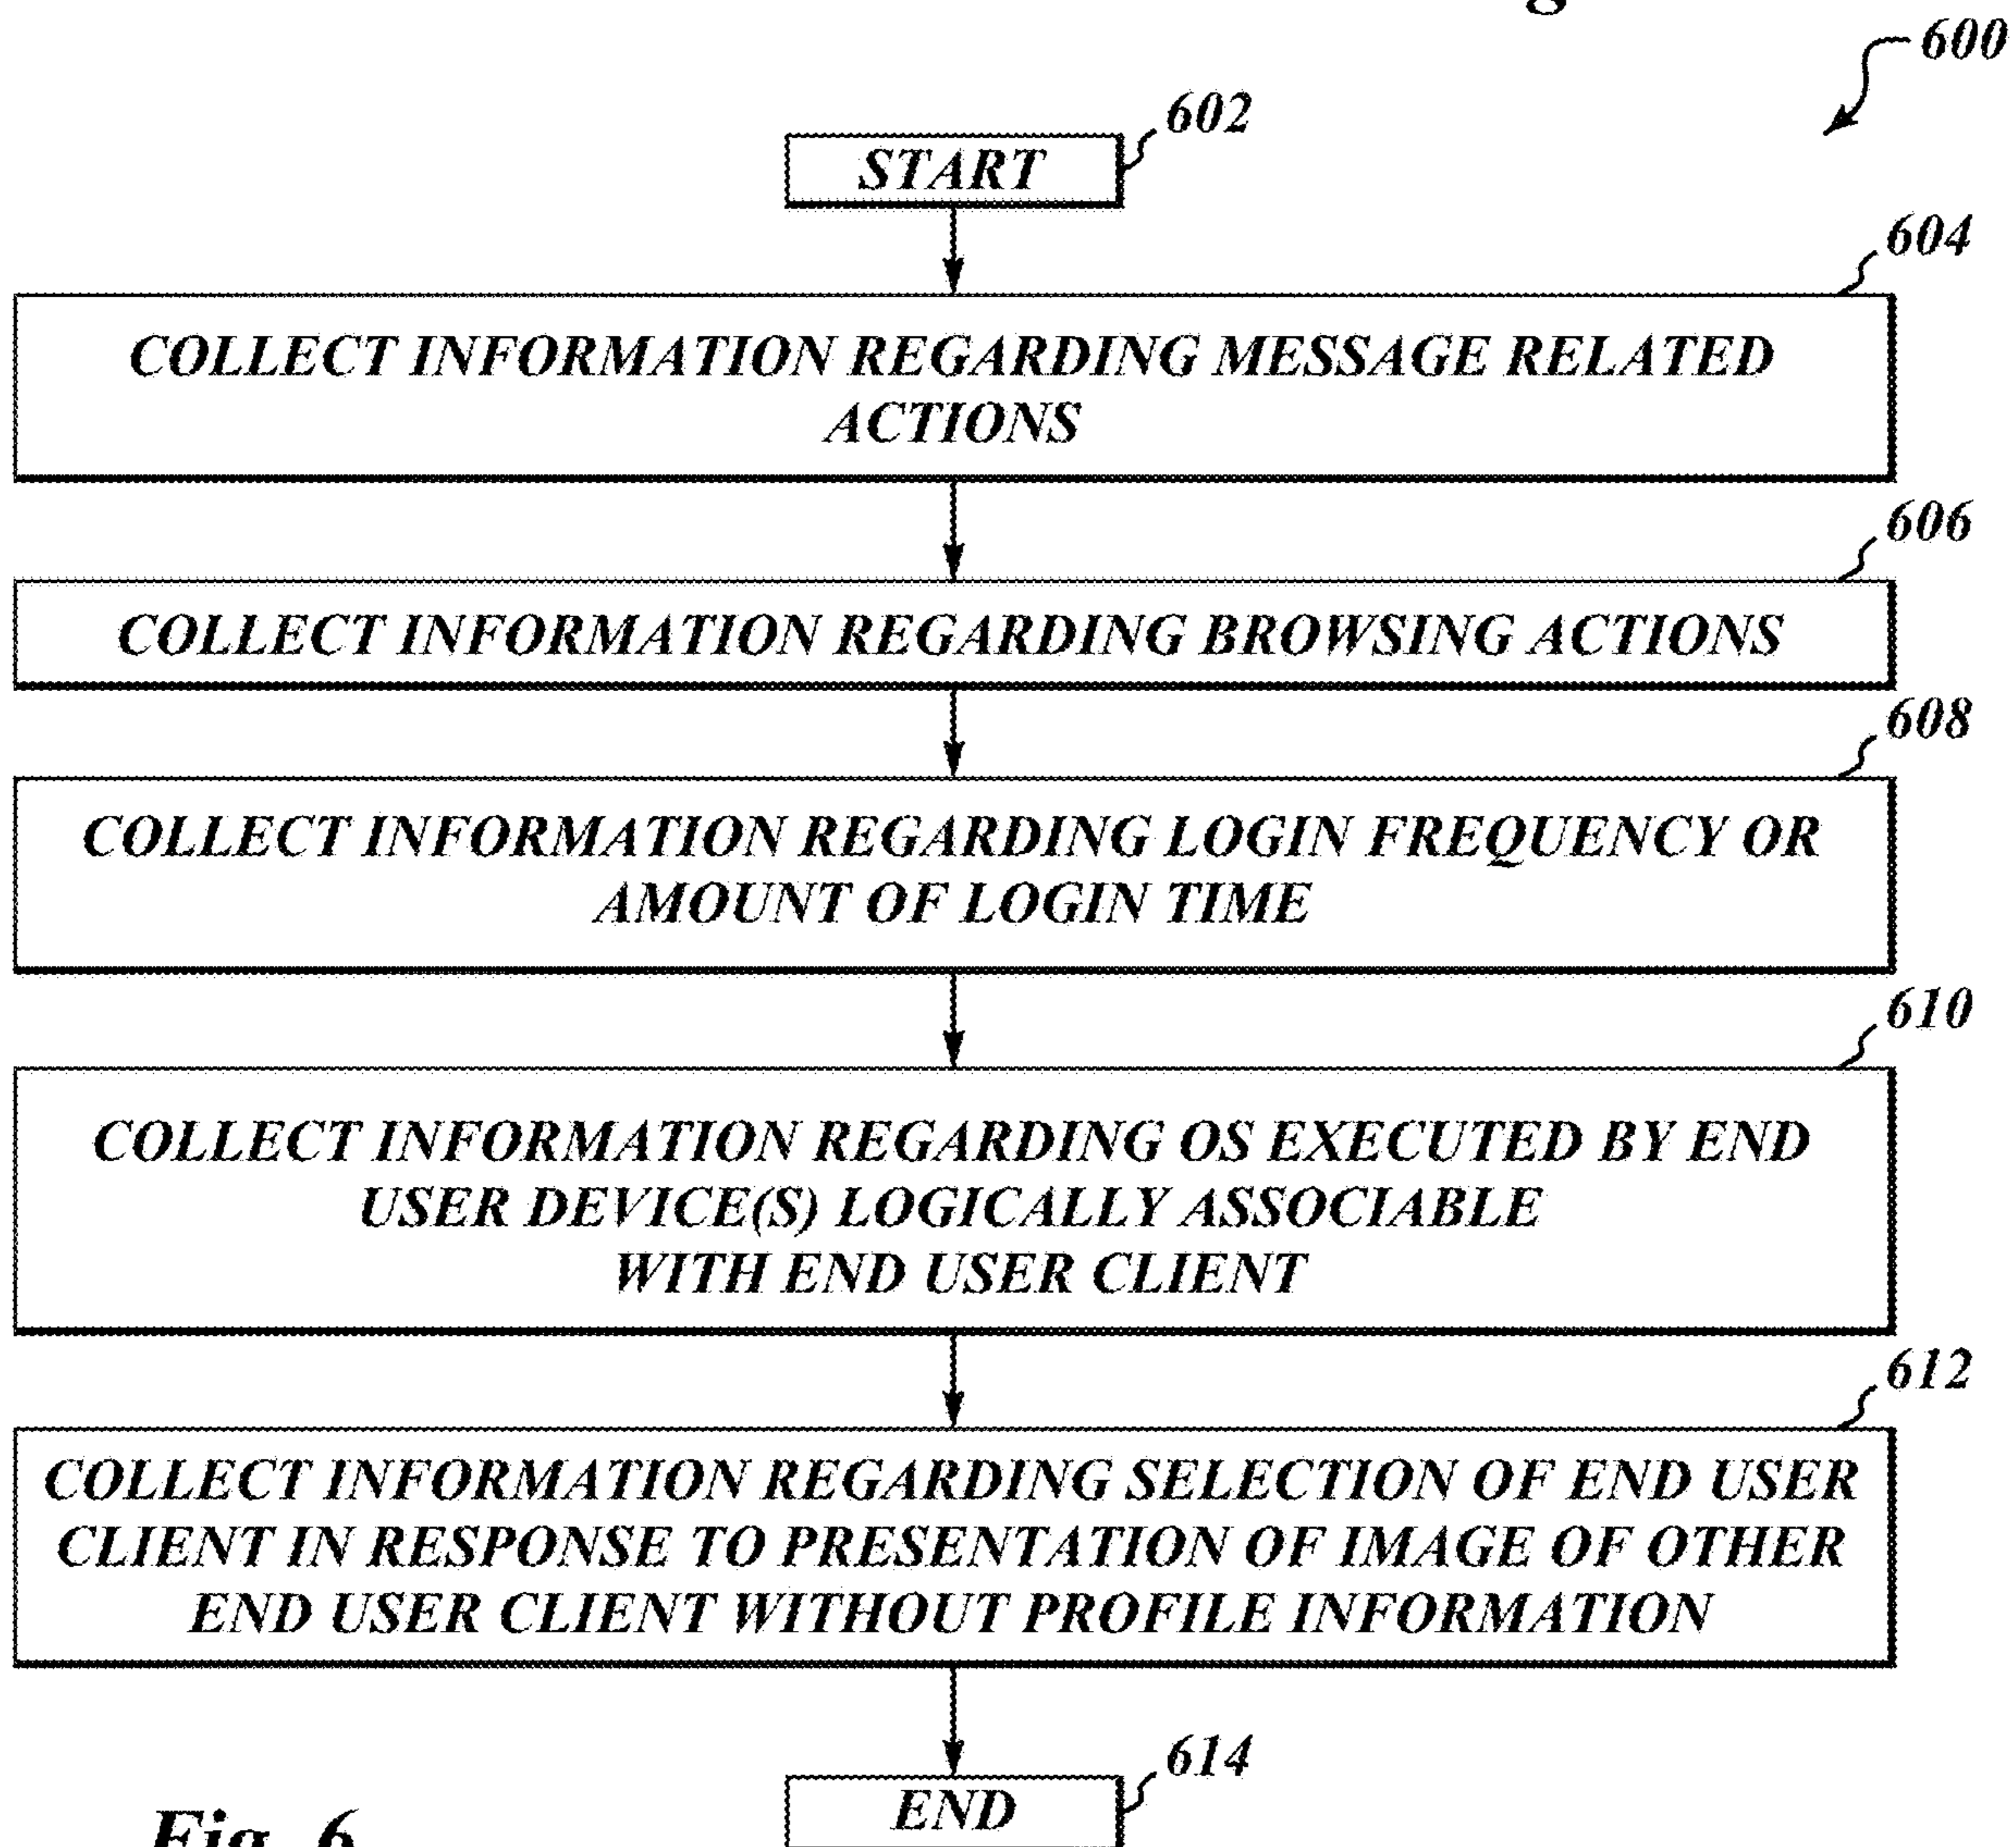 600
START
602
604
COLLECT INFORMATION REGARDING MESSAGE RELATED
ACTIONS
606
COLLECT INFORMATION REGARDING BROWSING ACTIONS
608
COLLECT INFORMATION REGARDING LOGIN FREQUENCY OR
AMOUNT OF LOGIN TIME
610
COLLECT INFORMATION REGARDING OS EXECUTED BY END
USER DEVICE(S) LOGICALLY ASSOCIABLE
WITH END USER CLIENT
612
COLLECT INFORMATION REGARDING SELECTION OF END USER
CLIENT IN RESPONSE TO PRESENTATION OF IMAGE OF OTHER
END USER CLIENT WITHOUT PROFILE INFORMATION
614
END
Fig. 6